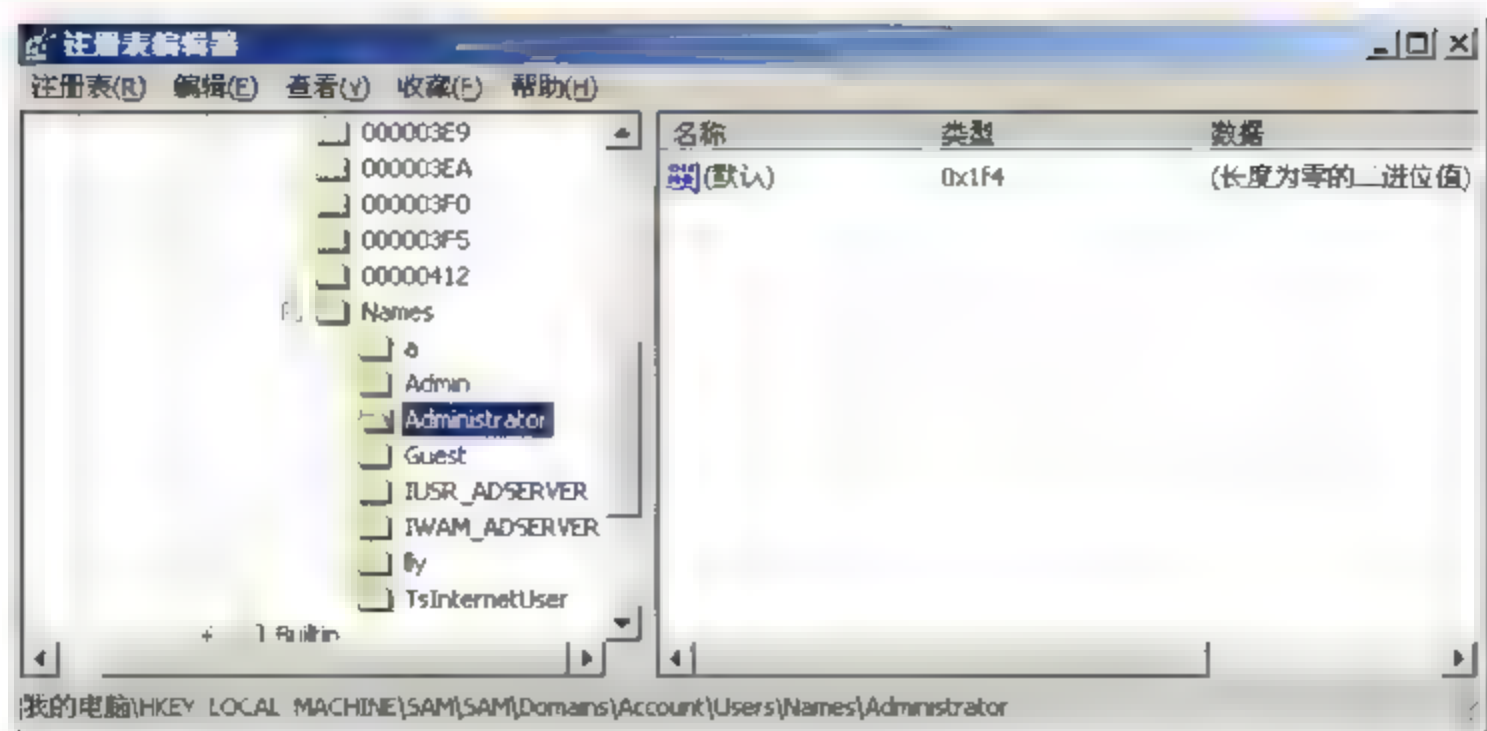 注册表编辑器
注册表(R) 编辑(E) 查看(V) 收藏(F) 帮助(H)
000003E9
000003EA
000003F0
000003F5
00000412
Names
a
Admin
Administrator
Guest
IUSR_ADSERVER
IWAM_ADSERVER
TsInternetUser
Builtin
名称 类型 数据
(默认) 0x1f4 (长度为零的二进位值)
我的电脑\HKEY_LOCAL_MACHINE\SAM\SAM\Domains\Account\Users\Names\Administrator